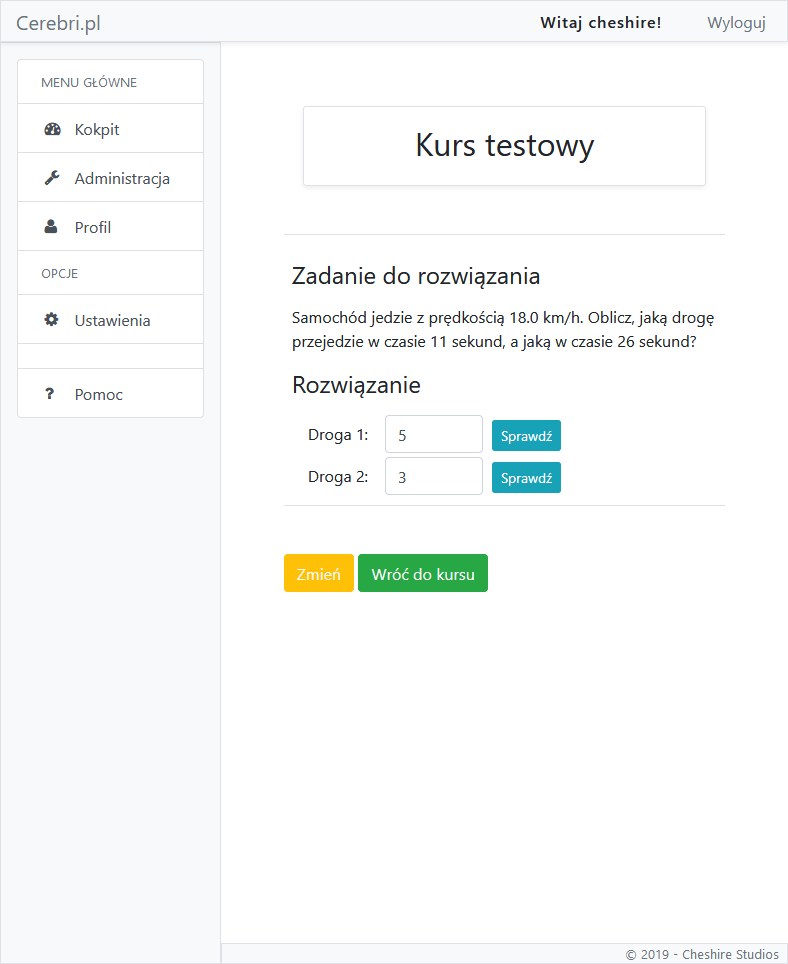 Cerebri.pl
Witaj cheshire!
Wyloguj
MENU GŁÓWNE
Kokpit
Administracja
Profil
OPCJE
Ustawienia
Pomoc
Kurs testowy
Zadanie do rozwiązania
Samochód jedzie z prędkością 18.0 km/h. Oblicz, jaką drogę
przejedzie w czasie 11 sekund, a jaką w czasie 26 sekund?
Rozwiązanie
Droga 1: 5 Sprawdź
Droga 2: 3 Sprawdź
Zmień Wróć do kursu
© 2019 - Cheshire Studios